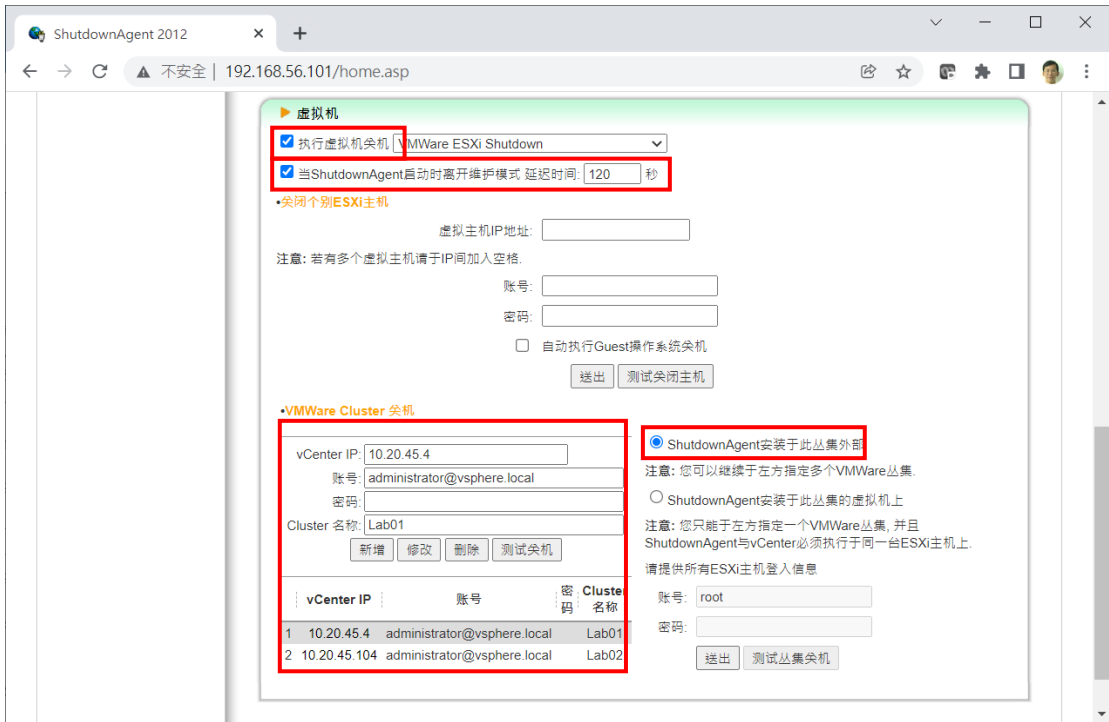 ShutdownAgent 2012
不安全 | 192.168.56.101/home.asp
虚拟机
执行虚拟机关机 VMWare ESXi Shutdown
当ShutdownAgent启动时离开维护模式 延迟时间: 120 秒
•关闭个别ESXi主机
虚拟主机IP地址:
注意: 若有多个虚拟主机请于IP间加入空格.
账号:
密码:
自动执行Guest操作系统关机
送出 测试关闭主机
•VMWare Cluster 关机
vCenter IP: 10.20.45.4
账号: administrator@vsphere.local
密码:
Cluster 名称: Lab01
新增 修改 删除 测试关机
vCenter IP 账号 密码 Cluster 名称
1 10.20.45.4 administrator@vsphere.local Lab01
2 10.20.45.104 administrator@vsphere.local Lab02
ShutdownAgent安装于此丛集外部
注意: 您可以继续于左方指定多个VMWare丛集.
ShutdownAgent安装于此丛集的虚拟机上
注意: 您只能于左方指定一个VMWare丛集, 并且
ShutdownAgent与vCenter必须执行于同一台ESXi主机上.
请提供所有ESXi主机登入信息
账号: root
密码:
送出 测试丛集关机